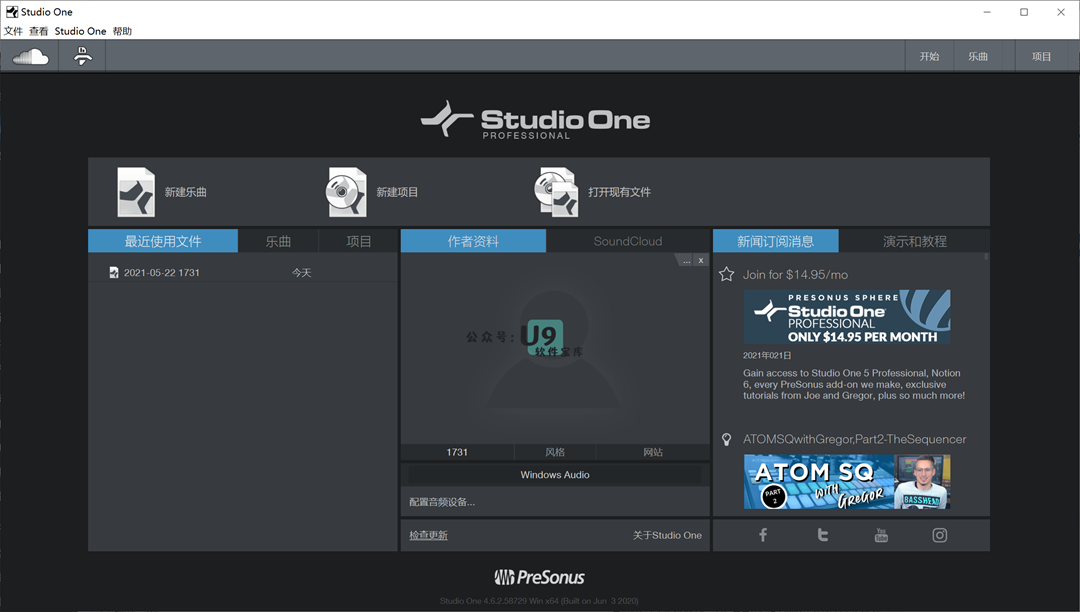 Studio One
文件 查看 Studio One 帮助
开始 乐曲 项目
Studio One
PROFESSIONAL
新建乐曲 新建项目 打开现有文件
最近使用文件 乐曲 项目 作者资料 SoundCloud 新闻订阅消息 演示和教程
2021-05-22 1731 今天
... x
Join for $14.95/mo
PRESONUS SPHERE
Studio One
PROFESSIONAL
ONLY $14.95 PER MONTH
公众号: U9
软件宝库
2021年021日
Gain access to Studio One 5 Professional, Notion
6, every PreSonus add-on we make, exclusive
tutorials from Joe and Gregor, plus so much more!
ATOMSQwithGregor,Part2-TheSequencer
ATOM SQ
PART
2
WITH GREGOR
BASSHEAD
1731 风格 网站
Windows Audio
配置音频设备...
检查更新 关于Studio One
You
Tube
PreSonus
Studio One 4.6.2.58729 Win x64 (Built on Jun 3 2020)